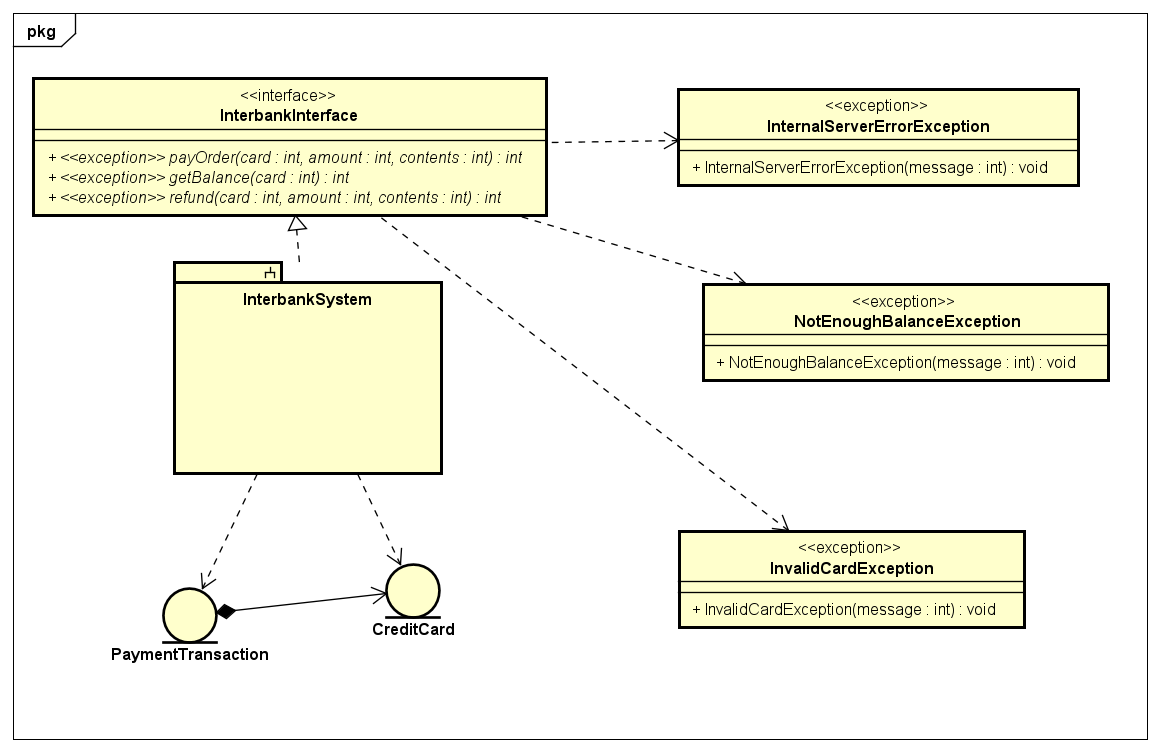 pkg
<<interface>>
InterbankInterface
+ <<exception>> payOrder(card : int, amount : int, contents : int) : int
+ <<exception>> getBalance(card : int) : int
+ <<exception>> refund(card : int, amount : int, contents : int) : int
<<exception>>
InternalServerErrorException
+ InternalServerErrorException(message : int) : void
InterbankSystem
<<exception>>
NotEnoughBalanceException
+ NotEnoughBalanceException(message : int) : void
<<exception>>
InvalidCardException
+ InvalidCardException(message : int) : void
CreditCard
PaymentTransaction